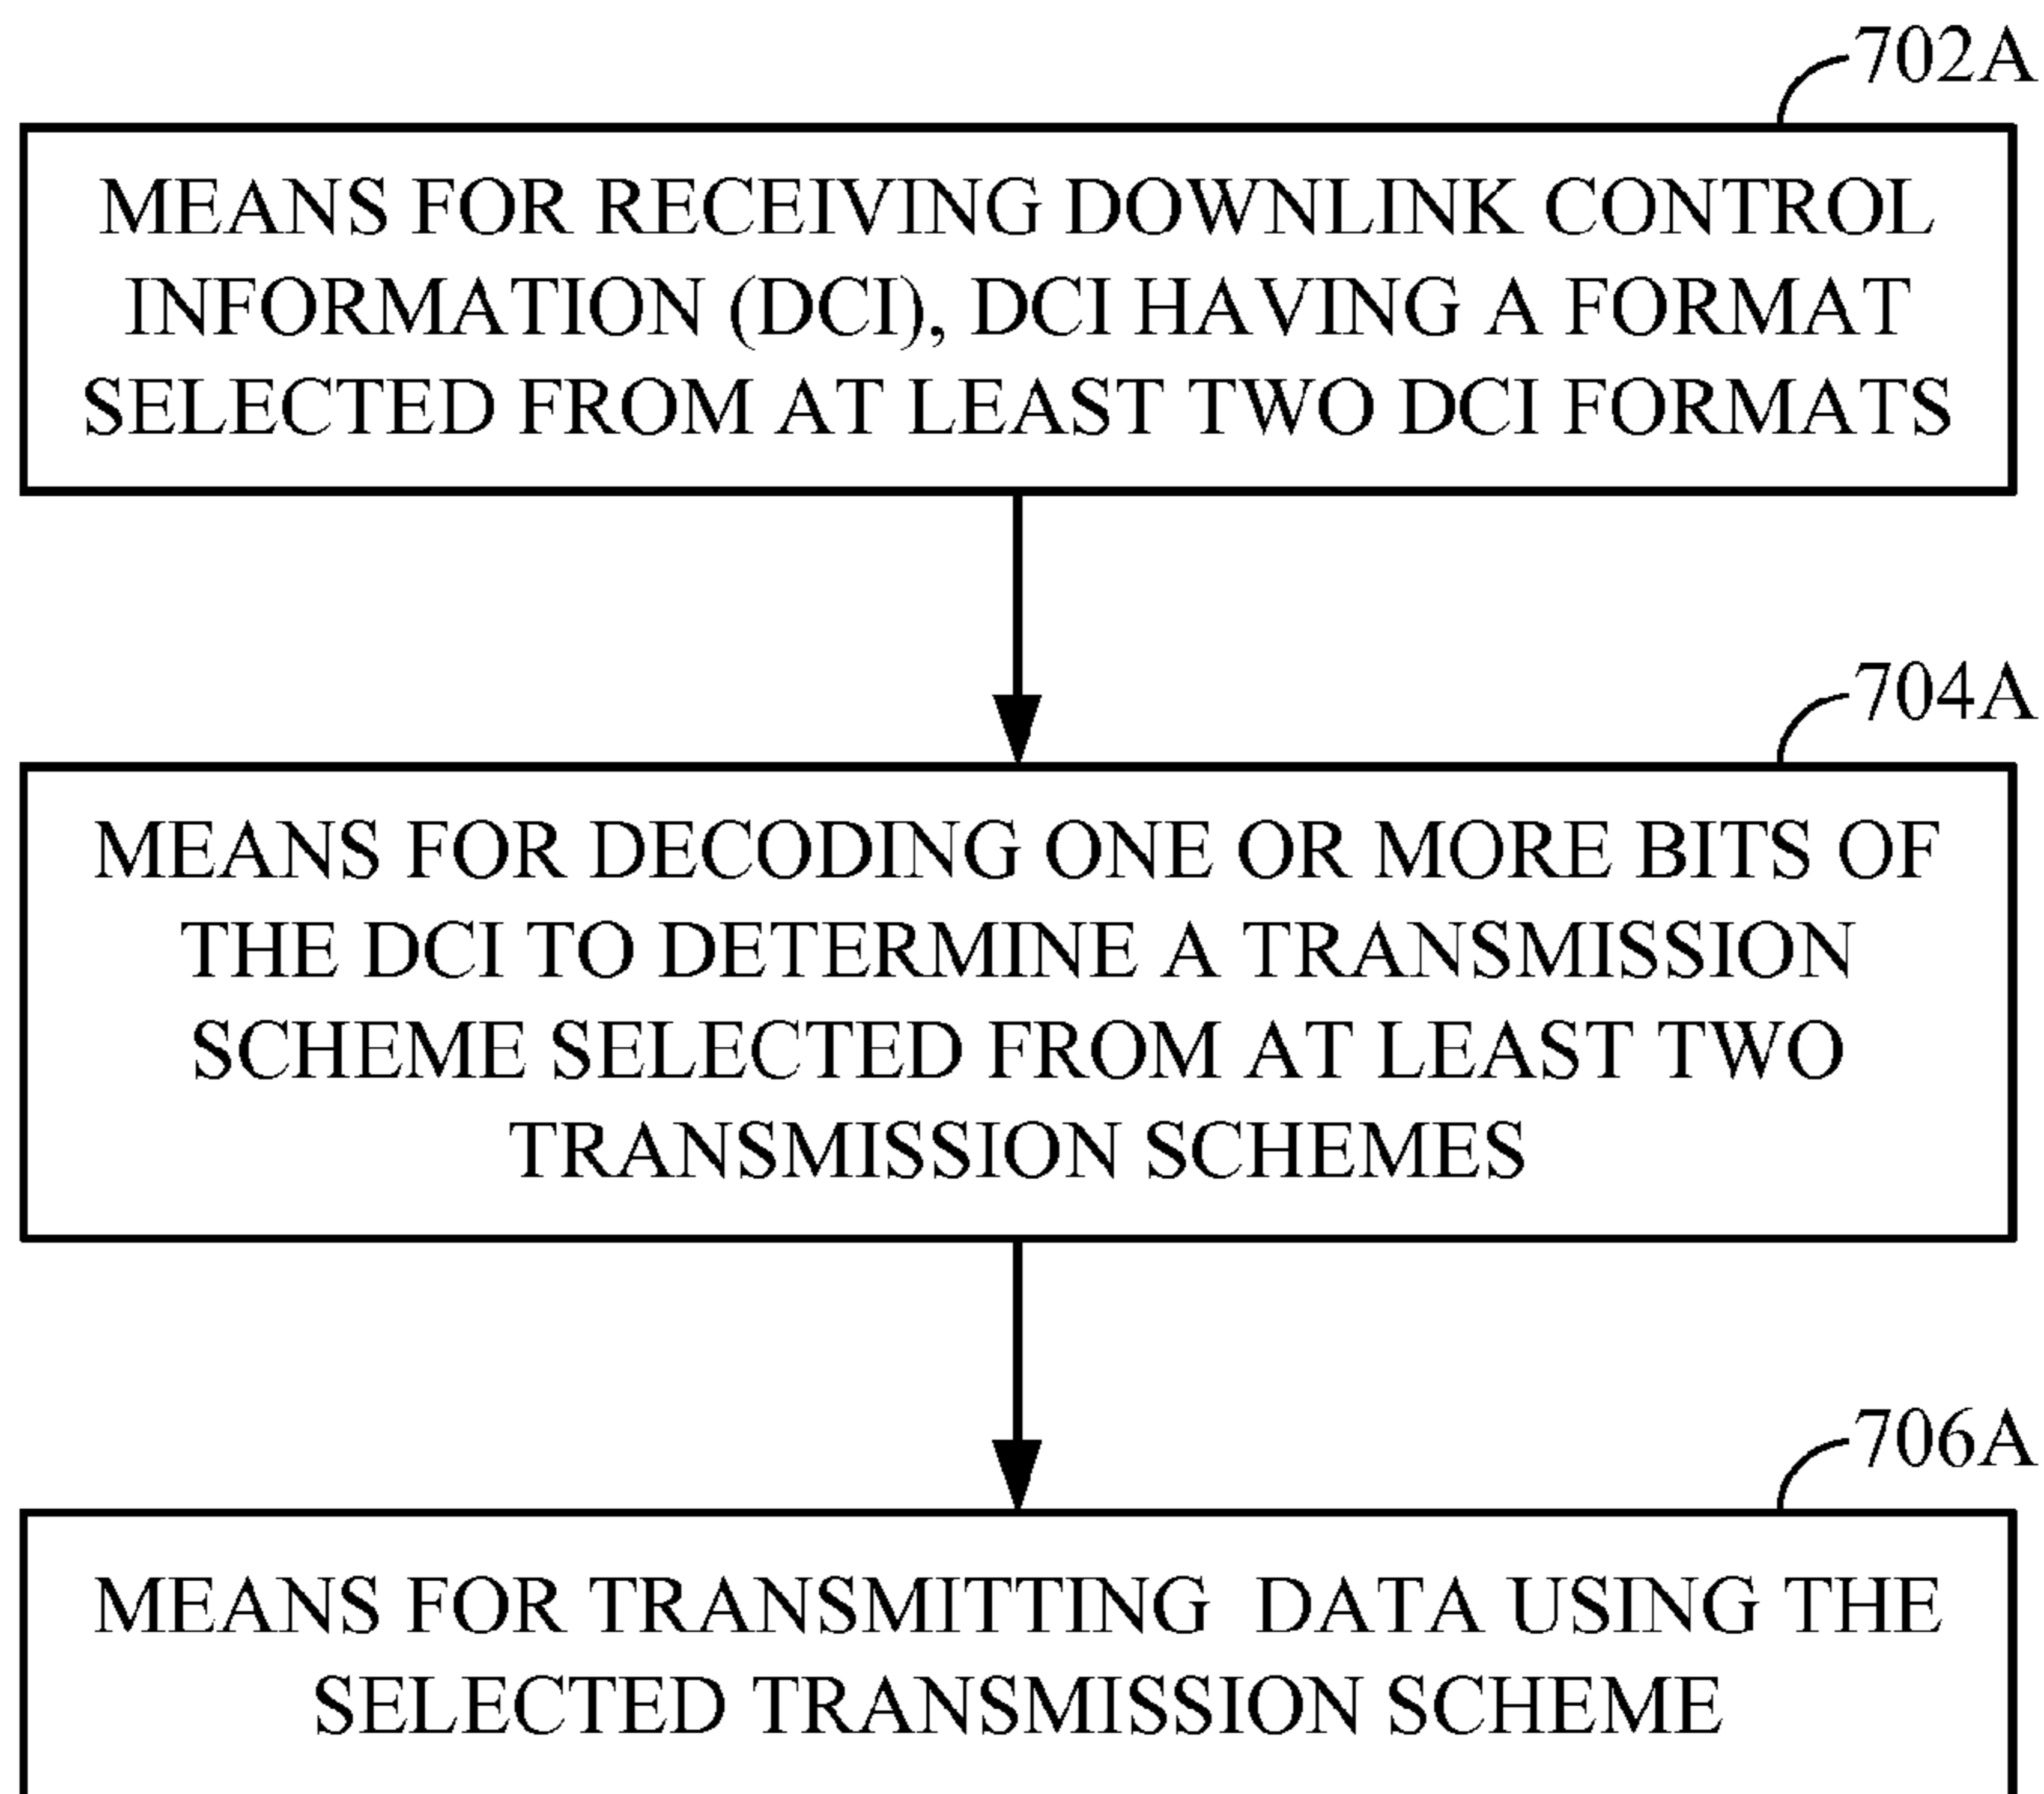 702A
MEANS FOR RECEIVING DOWNLINK CONTROL
INFORMATION (DCI), DCI HAVING A FORMAT
SELECTED FROM AT LEAST TWO DCI FORMATS
704A
MEANS FOR DECODING ONE OR MORE BITS OF
THE DCI TO DETERMINE A TRANSMISSION
SCHEME SELECTED FROM AT LEAST TWO
TRANSMISSION SCHEMES
706A
MEANS FOR TRANSMITTING DATA USING THE
SELECTED TRANSMISSION SCHEME